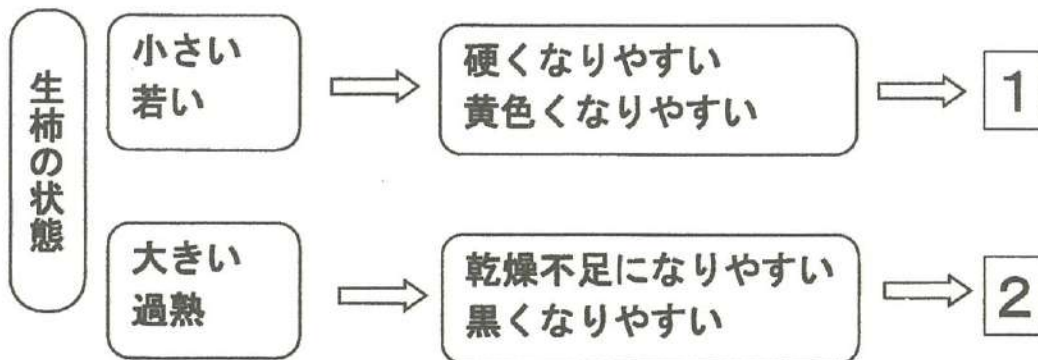 生柿の状態
小さい
若い
硬くなりやすい
黄色くなりやすい
1
大きい
過熟
乾燥不足になりやすい
黒くなりやすい
2